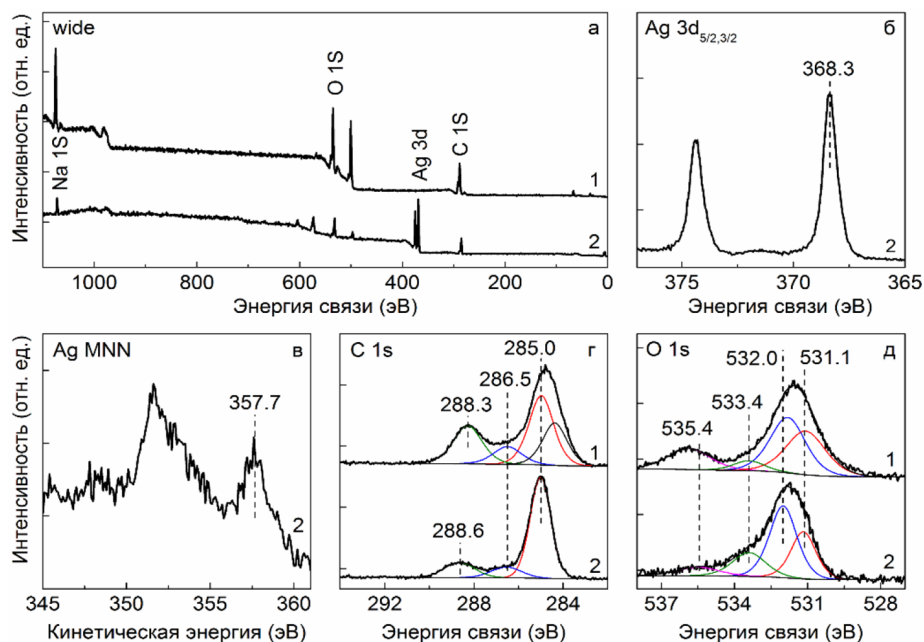 wide
а
Интенсивность (отн. ед.)
Na 1S
O 1S
Ag 3d
C 1S
1
2
1000 800 600 400 200 0
Энергия связи (эВ)
Ag 3d5/2,3/2
б
368.3
2
375 370 365
Энергия связи (эВ)
Ag MNN
в
Интенсивность (отн. ед.)
357.7
2
345 350 355 360
Кинетическая энергия (эВ)
C 1s
г
285.0
286.5
288.3
1
288.6
2
292 288 284
Энергия связи (эВ)
O 1s
д
532.0
531.1
533.4
535.4
1
2
537 534 531 528
Энергия связи (эВ)